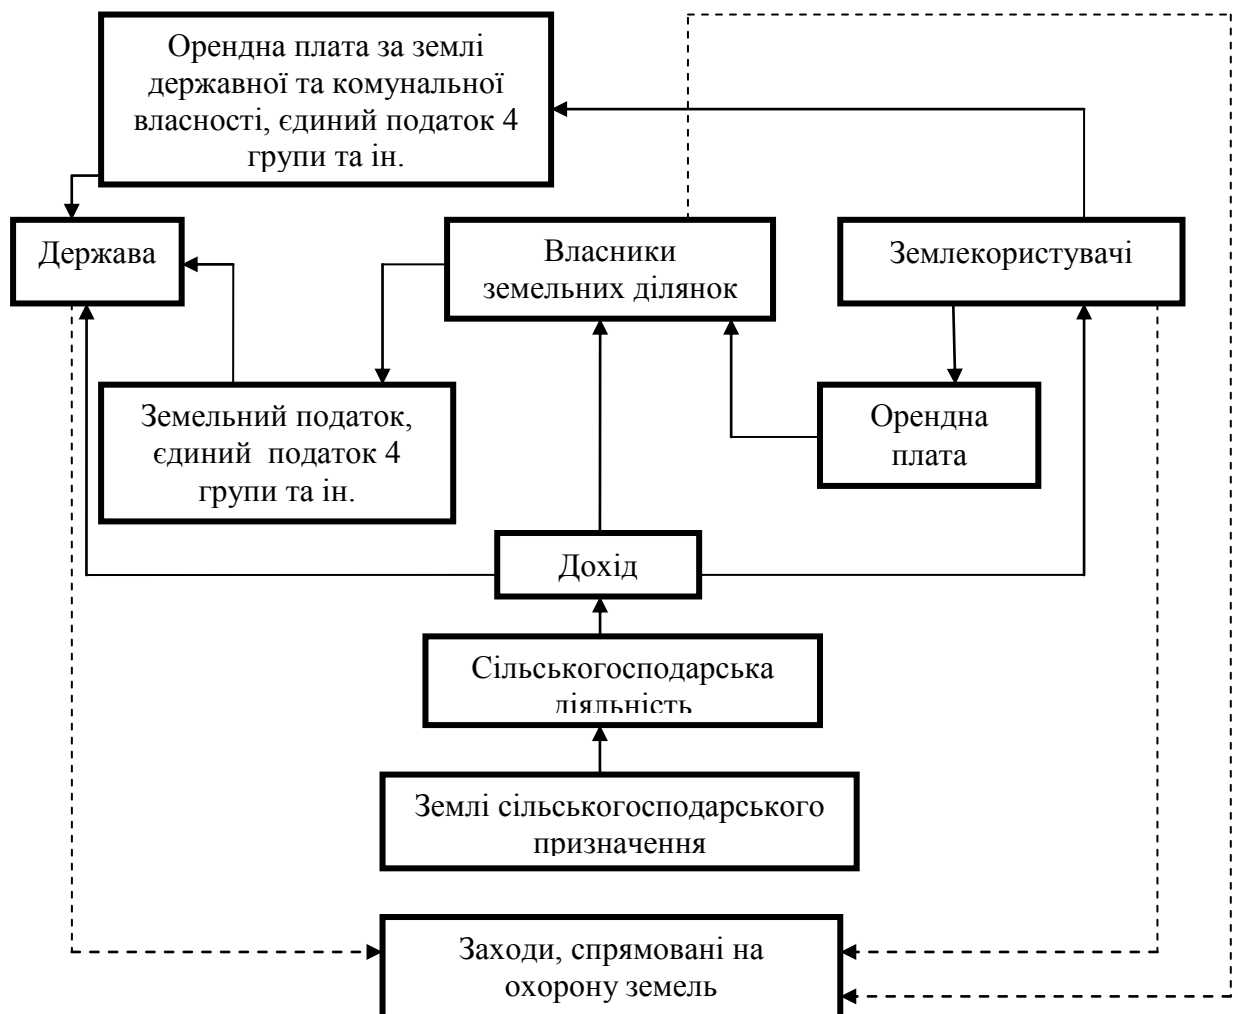 Орендна плата за землі
державної та комунальної
власності, єдиний податок 4
групи та ін.
Держава
Власники
земельних ділянок
Землекористувачі
Земельний податок,
єдиний податок 4
групи та ін.
Орендна
плата
Дохід
Сільськогосподарська
діяльність
Землі сільськогосподарського
призначення
Заходи, спрямовані на
охорону земель